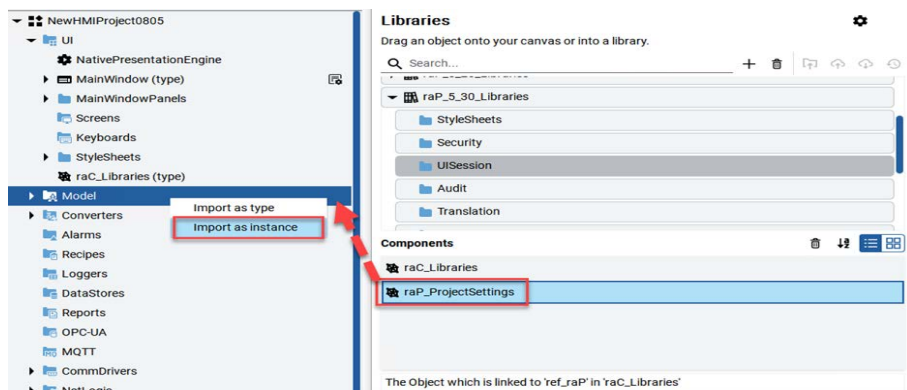 NewHMIProject0805
UI
NativePresentationEngine
MainWindow (type)
MainWindowPanels
Screens
Keyboards
StyleSheets
raC_Libraries (type)
Model
Import as type
Import as instance
Converters
Alarms
Recipes
Loggers
DataStores
Reports
OPC-UA
MQTT
CommDrivers
Libraries
Drag an object onto your canvas or into a library.
Search...
raP_5_30_Libraries
StyleSheets
Security
UISession
Audit
Translation
Components
raC_Libraries
raP_ProjectSettings
The Object which is linked to 'ref_raP' in 'raC_Libraries'